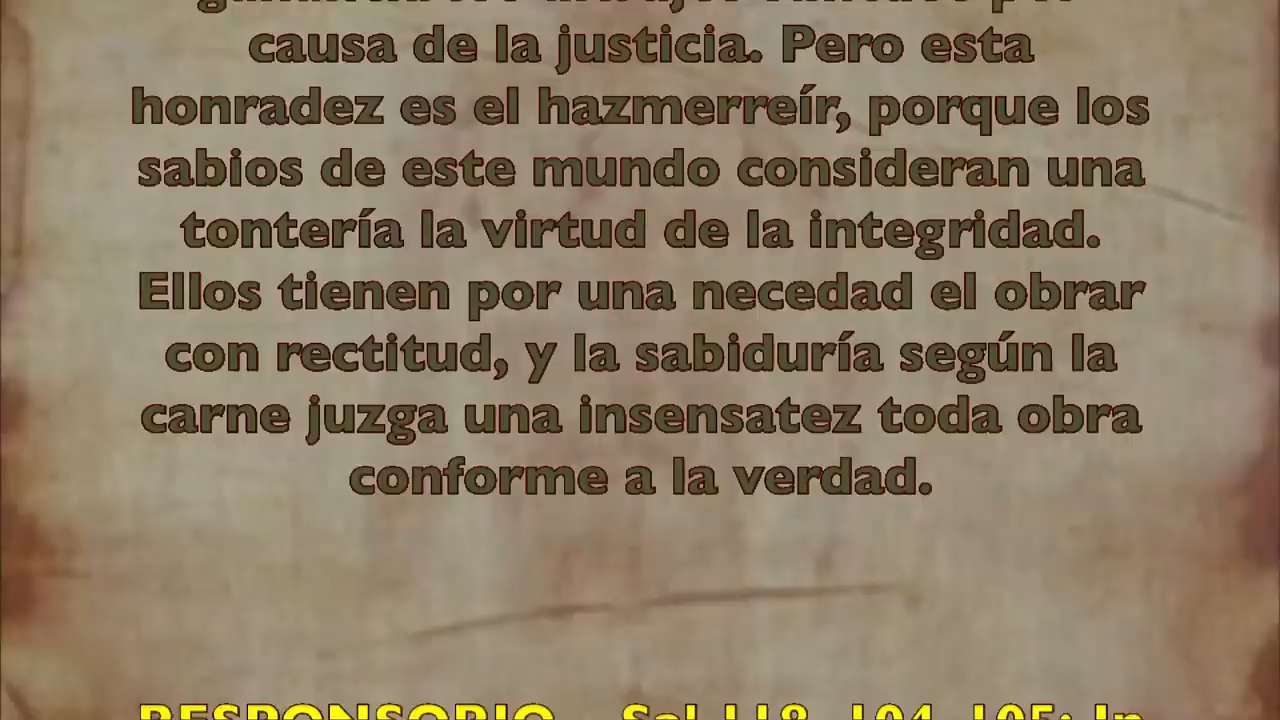 causa de la justicia. Pero esta
honradez es el hazmerreír, porque los
sabios de este mundo consideran una
tontería la virtud de la integridad.
Ellos tienen por una necedad el obrar
con rectitud, y la sabiduría según la
carne juzga una insensatez toda obra
conforme a la verdad.
RESPONSORIO Sal 118, 104. 105; Jn